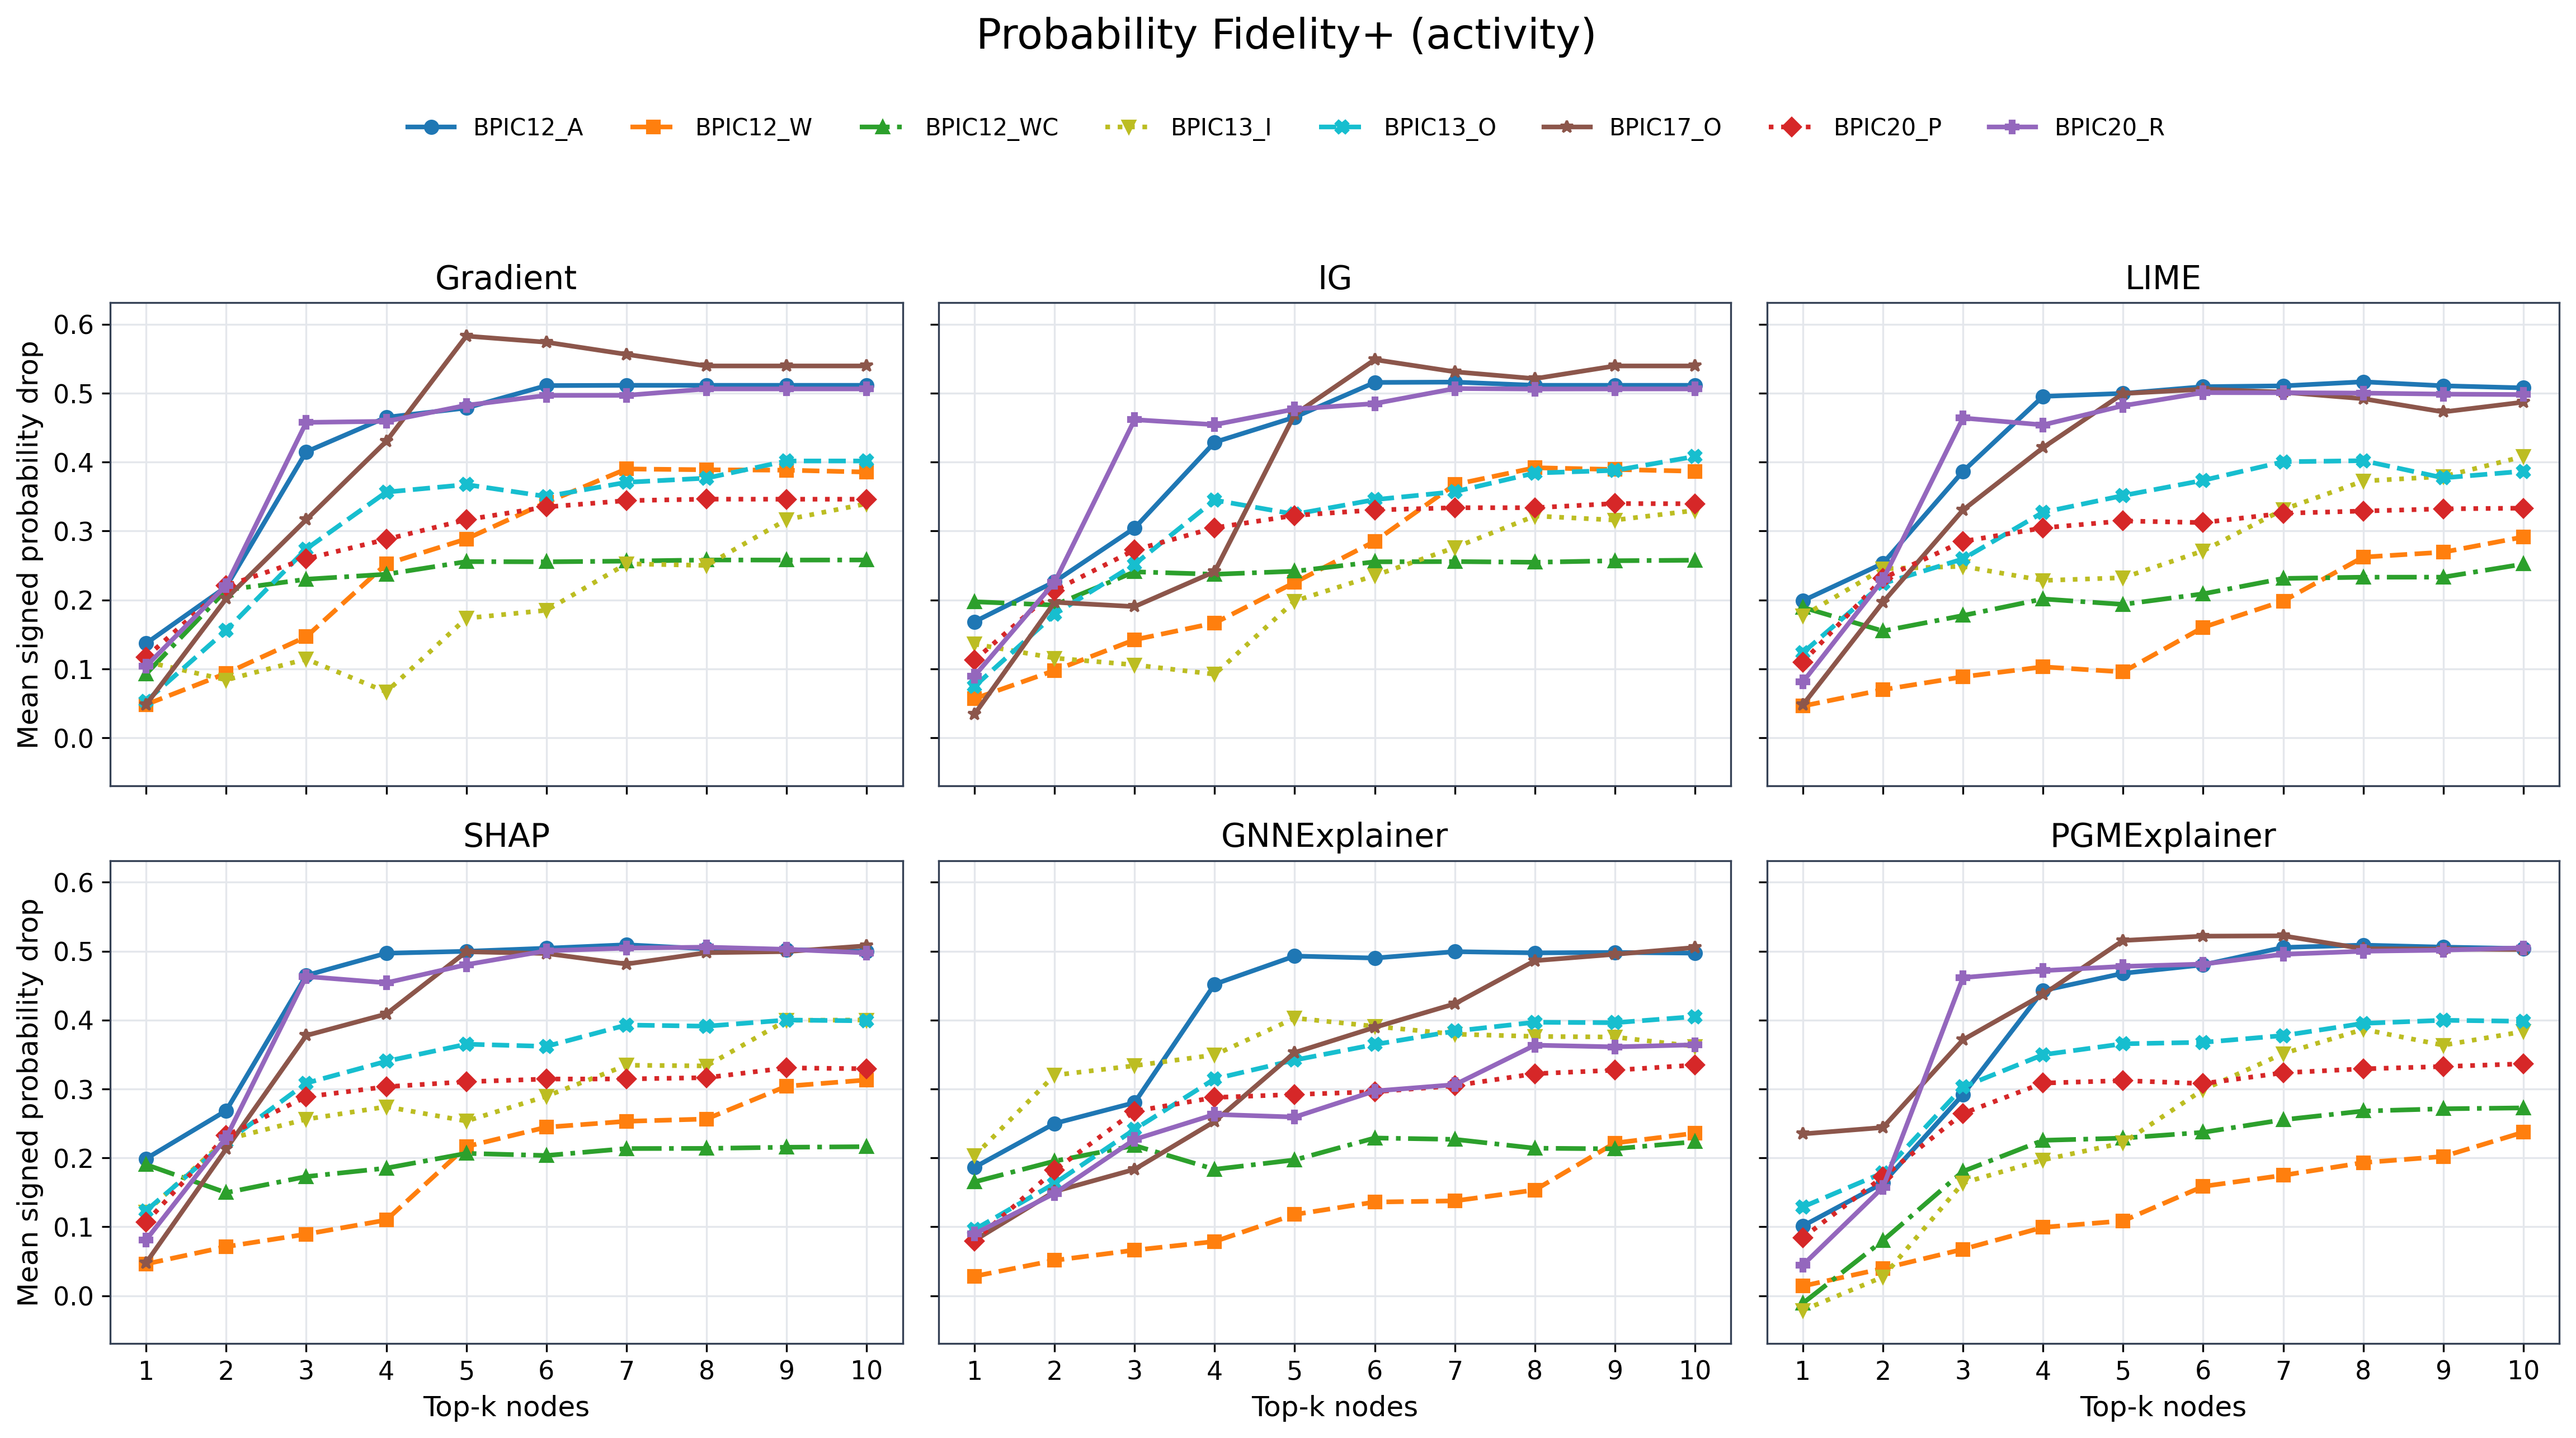 Probability Fidelity+ (activity)
BPIC12_A BPIC12_W BPIC12_WC BPIC13_I BPIC13_O BPIC17_O BPIC20_P BPIC20_R
Gradient IG LIME
Mean signed probability drop
0.6
0.5
0.4
0.3
0.2
0.1
0.0
SHAP GNNExplainer PGMExplainer
Mean signed probability drop
0.6
0.5
0.4
0.3
0.2
0.1
0.0
1 2 3 4 5 6 7 8 9 10 1 2 3 4 5 6 7 8 9 10 1 2 3 4 5 6 7 8 9 10
Top-k nodes Top-k nodes Top-k nodes